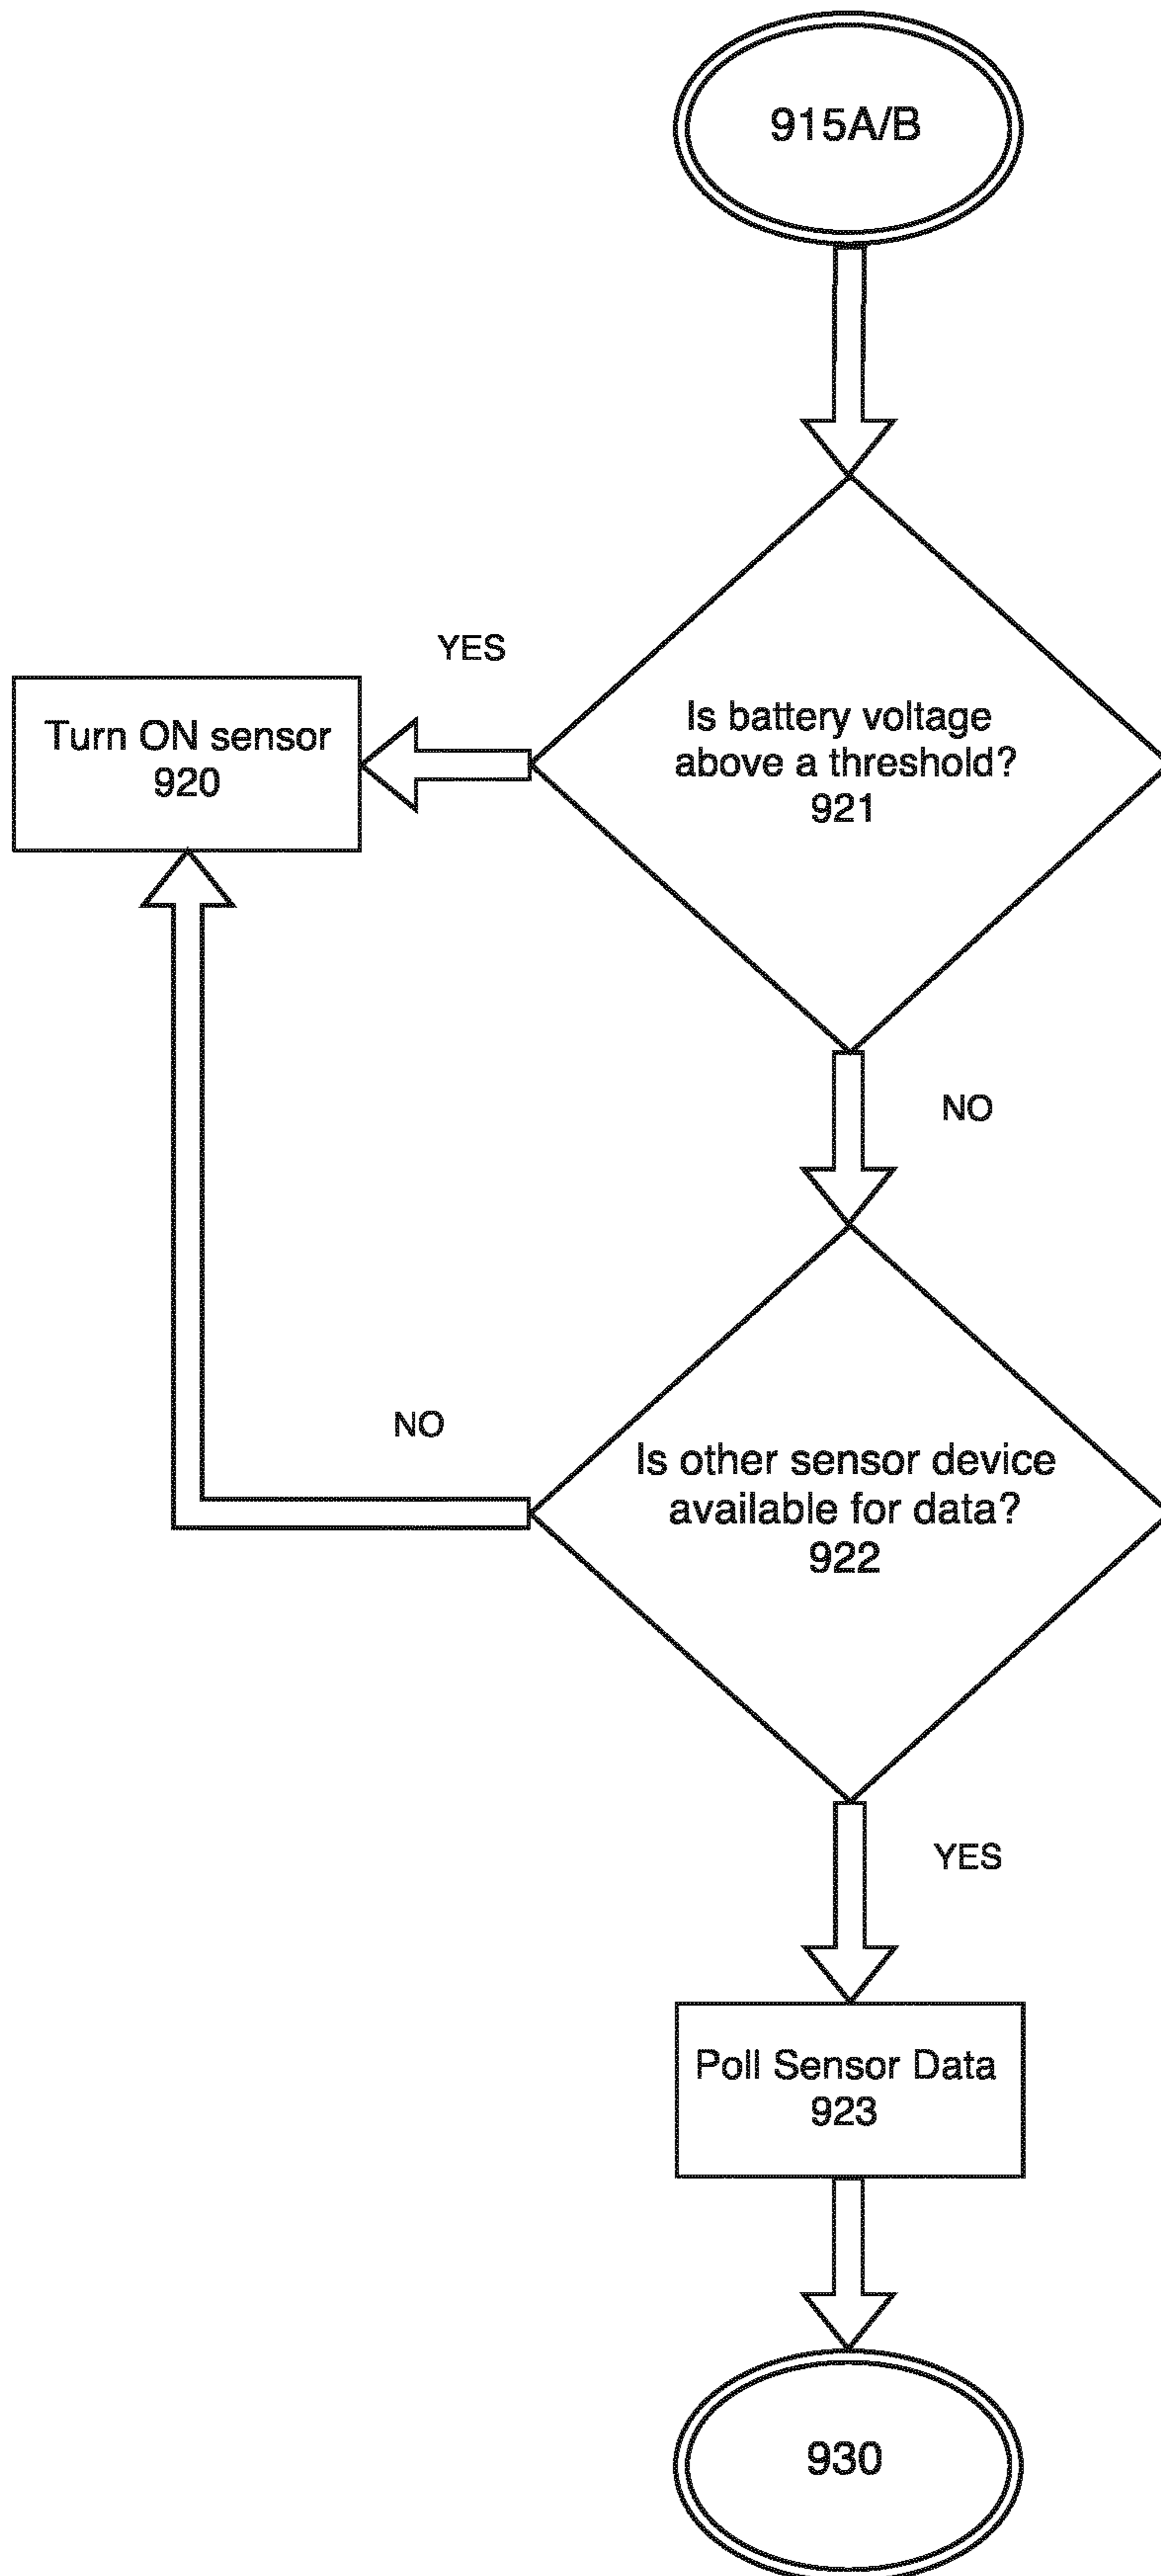 915A/B
YES
Turn ON sensor
920
Is battery voltage
above a threshold?
921
NO
NO
Is other sensor device
available for data?
922
YES
Poll Sensor Data
923
930